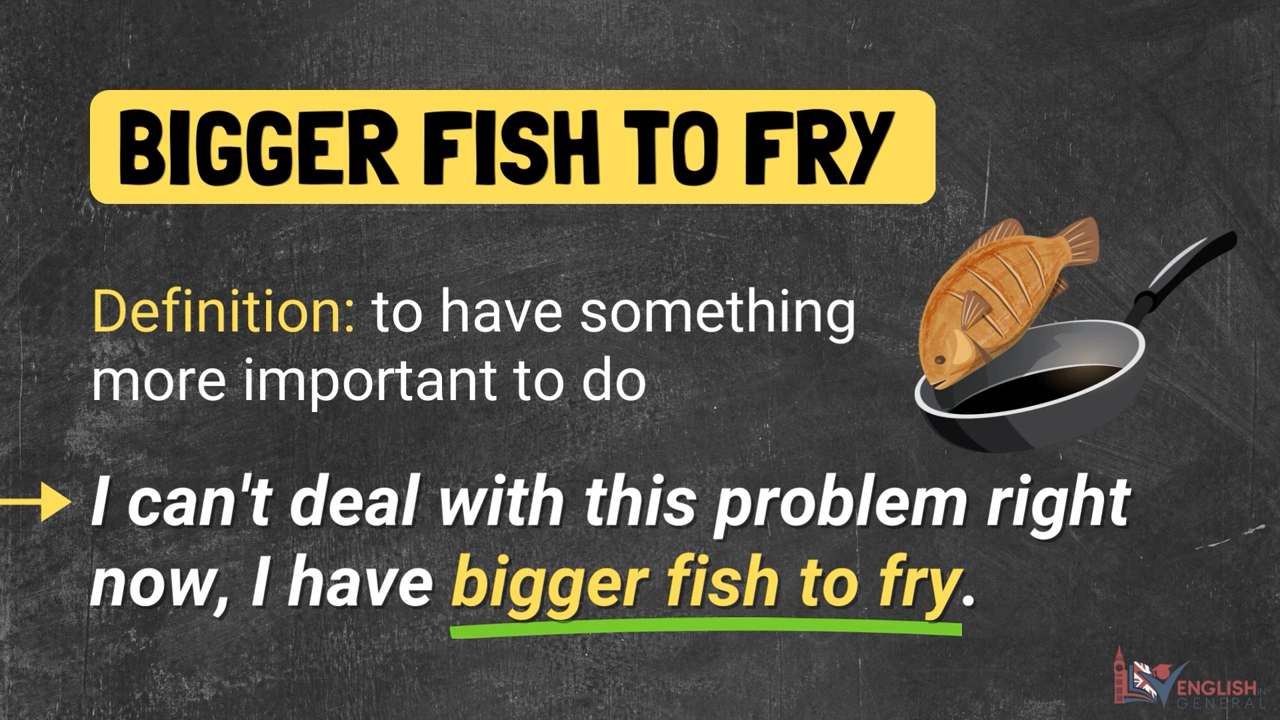 BIGGER FISH TO FRY
Definition: to have something
more important to do
I can't deal with this problem right
now, I have bigger fish to fry.
ENGLISH IN
GENERAL